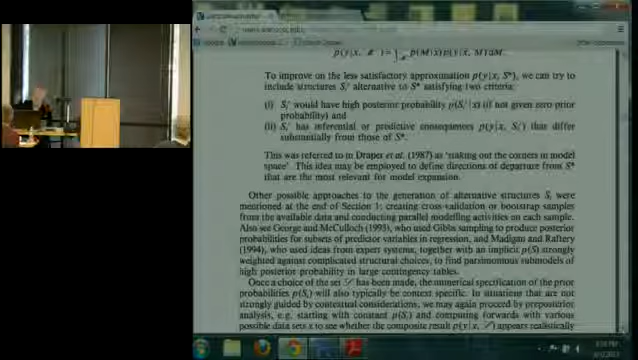 p(y|x, 𝓜) = ∫ p(M|x)p(y|x, M)dM.
To improve on the less satisfactory approximation p(y|x, S*), we can try to
include structures Sᵢ alternative to S* satisfying two criteria:
(i) Sᵢ would have high posterior probability p(Sᵢ|x) (if not given zero prior
probability) and
(ii) Sᵢ has inferential or predictive consequences p(y|x, Sᵢ) that differ
substantially from those of S*.
This was referred to in Draper et al. (1987) as 'staking out the corners in model
space'. This idea may be employed to define directions of departure from S*
that are the most relevant for model expansion.
Other possible approaches to the generation of alternative structures Sᵢ were
mentioned at the end of Section 1: creating cross-validation or bootstrap samples
from the available data and conducting parallel modelling activities on each sample.
Also see George and McCulloch (1993), who used Gibbs sampling to produce posterior
probabilities for subsets of predictor variables in regression, and Madigan and Raftery
(1994), who used ideas from expert systems, together with an implicit p(S) strongly
weighted against complicated structural choices, to find parsimonious submodels of
high posterior probability in large contingency tables.
Once a choice of the set 𝒮 has been made, the numerical specification of the prior
probabilities p(Sᵢ) will also typically be context specific. In situations that are not
strongly guided by contextual considerations, we may again proceed by preposterior
analysis, e.g. starting with constant p(Sᵢ) and computing forwards with various
possible data sets x to see whether the composite result p(y|x, 𝒮) appears realistically